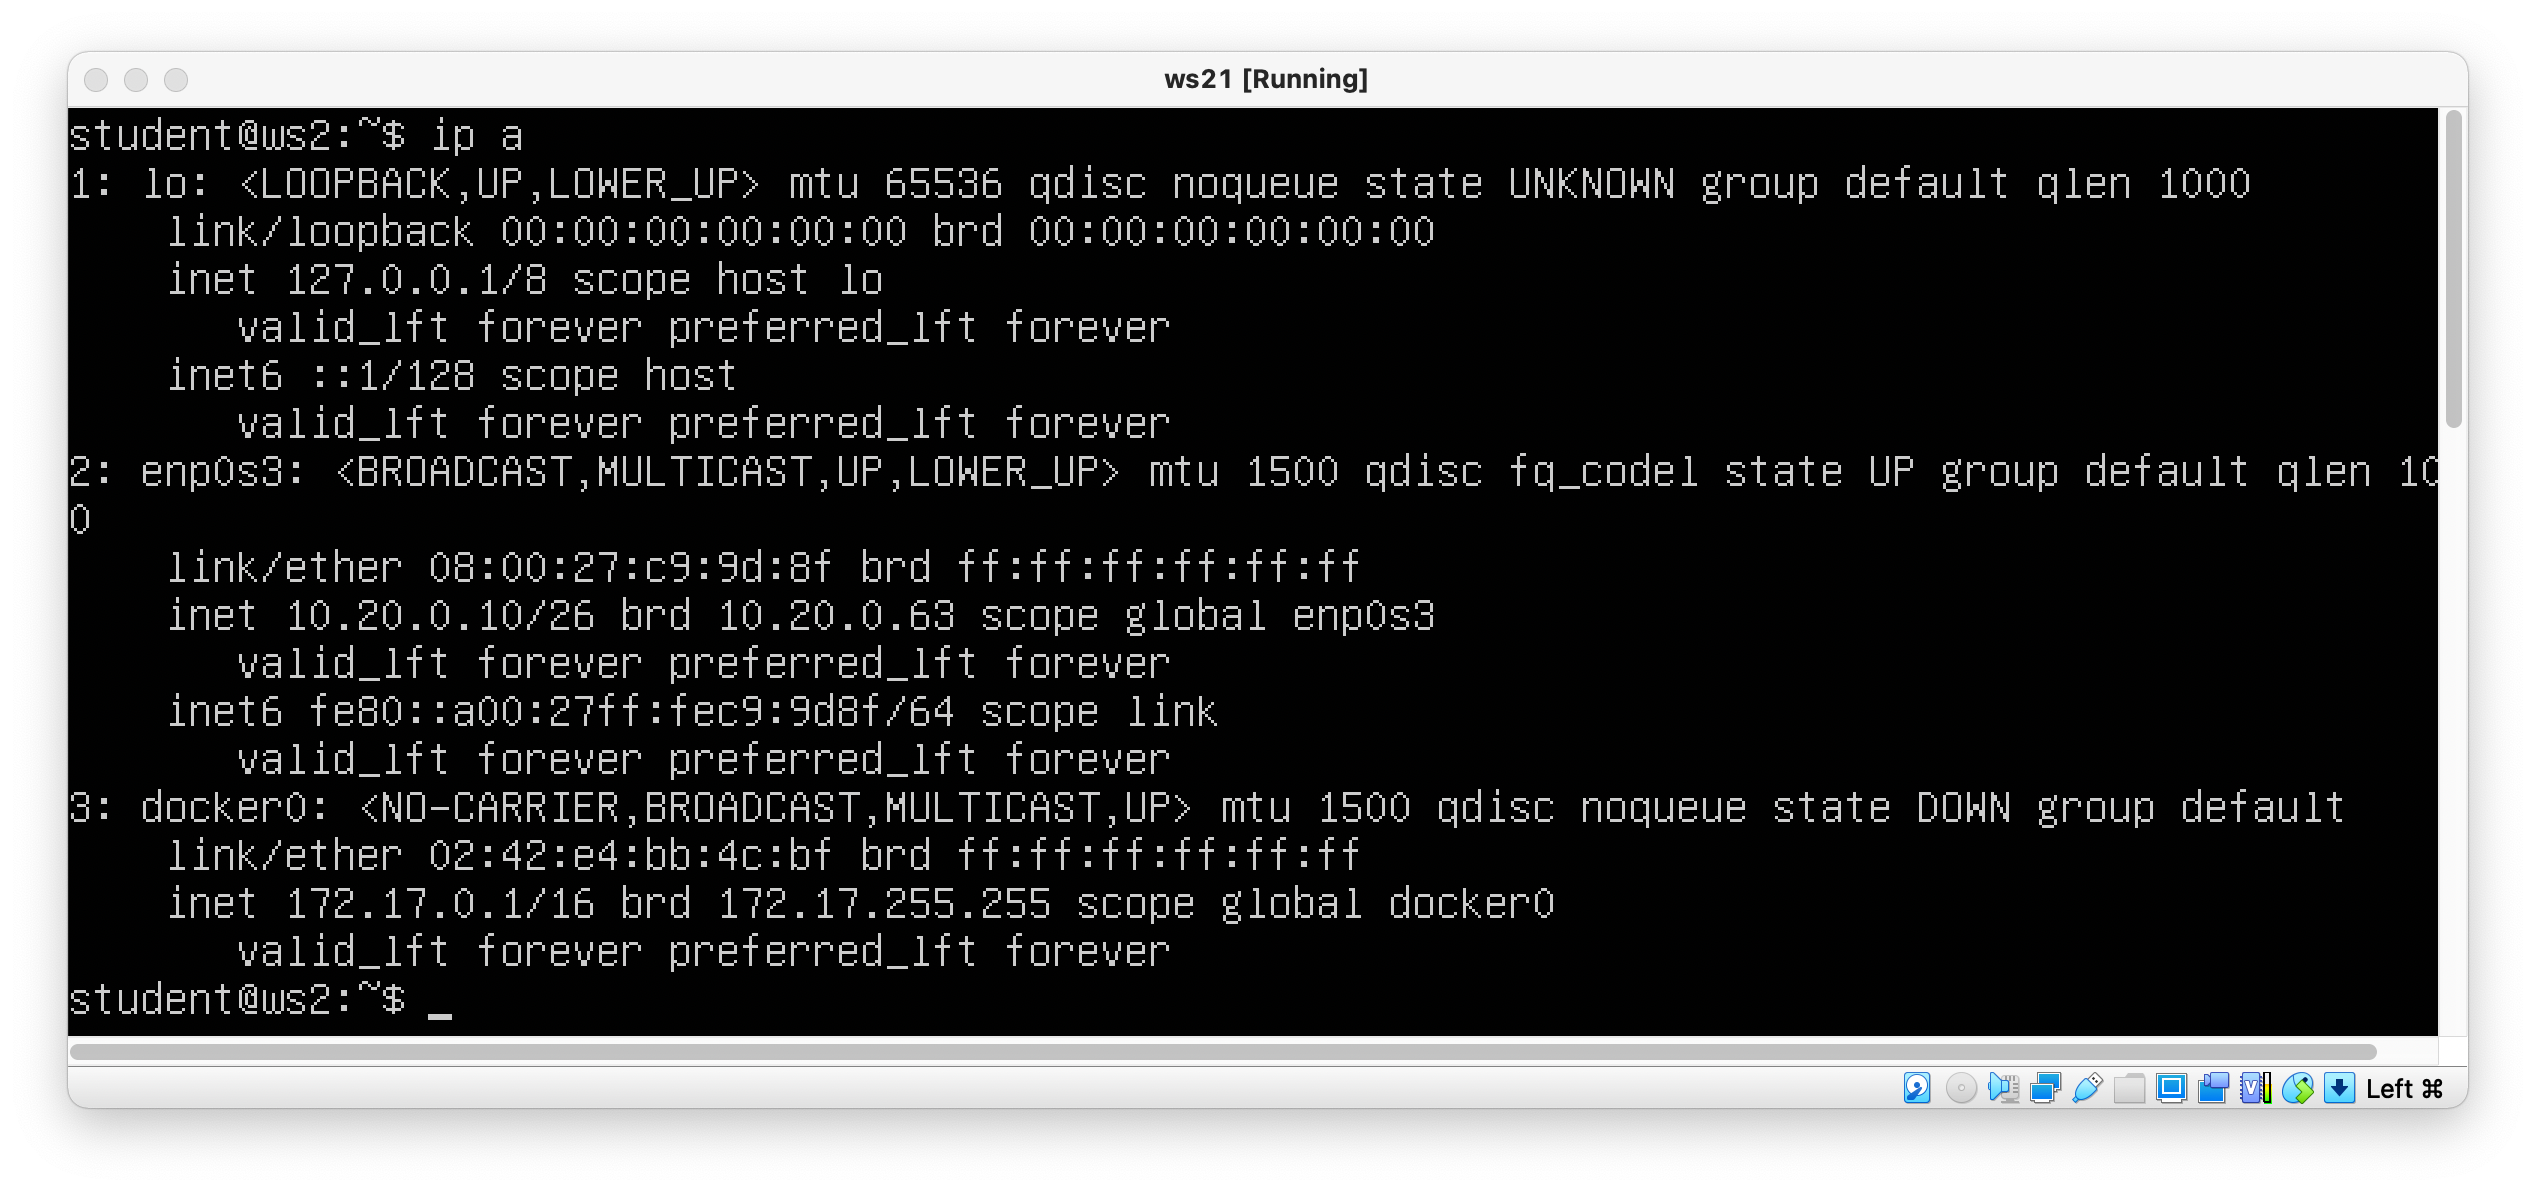 ws21 [Running]
student@ws2:~$ ip a
1: lo: <LOOPBACK,UP,LOWER_UP> mtu 65536 qdisc noqueue state UNKNOWN group default qlen 1000
    link/loopback 00:00:00:00:00:00 brd 00:00:00:00:00:00
    inet 127.0.0.1/8 scope host lo
       valid_lft forever preferred_lft forever
    inet6 ::1/128 scope host
       valid_lft forever preferred_lft forever
2: enp0s3: <BROADCAST,MULTICAST,UP,LOWER_UP> mtu 1500 qdisc fq_codel state UP group default qlen 10
0
    link/ether 08:00:27:c9:9d:8f brd ff:ff:ff:ff:ff:ff
    inet 10.20.0.10/26 brd 10.20.0.63 scope global enp0s3
       valid_lft forever preferred_lft forever
    inet6 fe80::a00:27ff:fec9:9d8f/64 scope link
       valid_lft forever preferred_lft forever
3: docker0: <NO-CARRIER,BROADCAST,MULTICAST,UP> mtu 1500 qdisc noqueue state DOWN group default
    link/ether 02:42:e4:bb:4c:bf brd ff:ff:ff:ff:ff:ff
    inet 172.17.0.1/16 brd 172.17.255.255 scope global docker0
       valid_lft forever preferred_lft forever
student@ws2:~$ _
Left ⌘